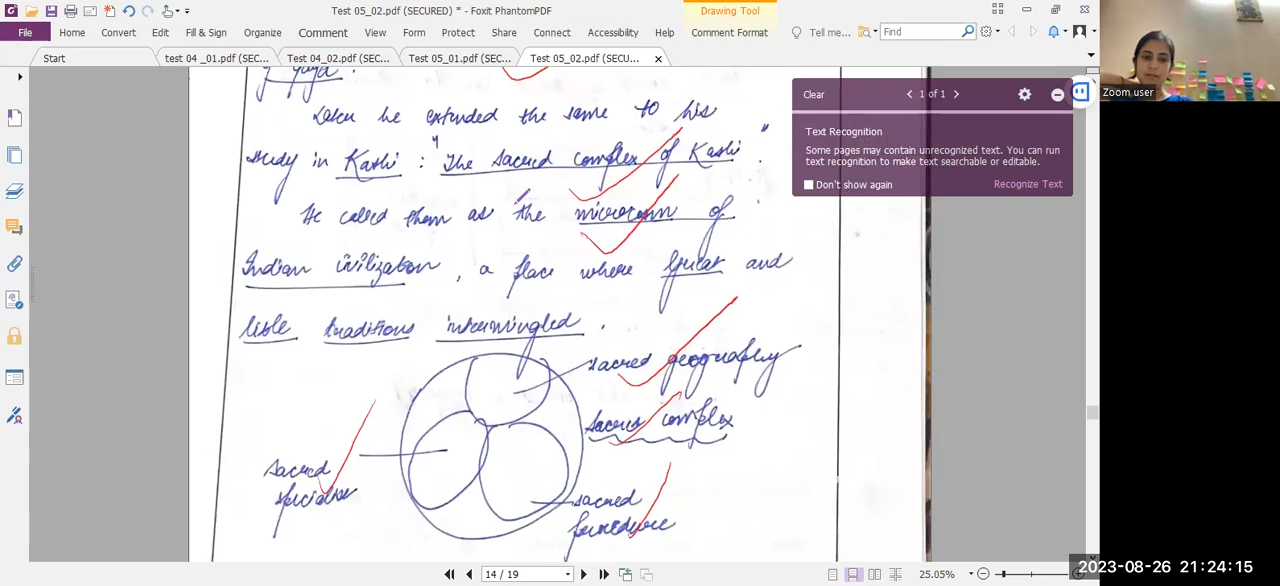 Test 05_02.pdf (SECURED) * - Foxit PhantomPDF
Drawing Tool
File Home Convert Edit Fill & Sign Organize Comment View Form Protect Share Connect Accessibility Help Comment Format Tell me... Find
Start test 04 _01.pdf (SEC... Test 04_02.pdf (SEC... Test 05_01.pdf (SEC... Test 05_02.pdf (SECU...
Zoom user
Clear 1 of 1
Text Recognition
Some pages may contain unrecognized text. You can run
text recognition to make text searchable or editable.
Don't show again Recognize Text
Later he extended the same to his
study in Kashi : "The Sacred complex of Kashi".
He called them as the microcosm of
Indian civilization, a place where Great and
little traditions intermingled.
sacred geography
sacred complex
sacred
specialist
sacred
14 / 19
25.05%
2023-08-26 21:24:15